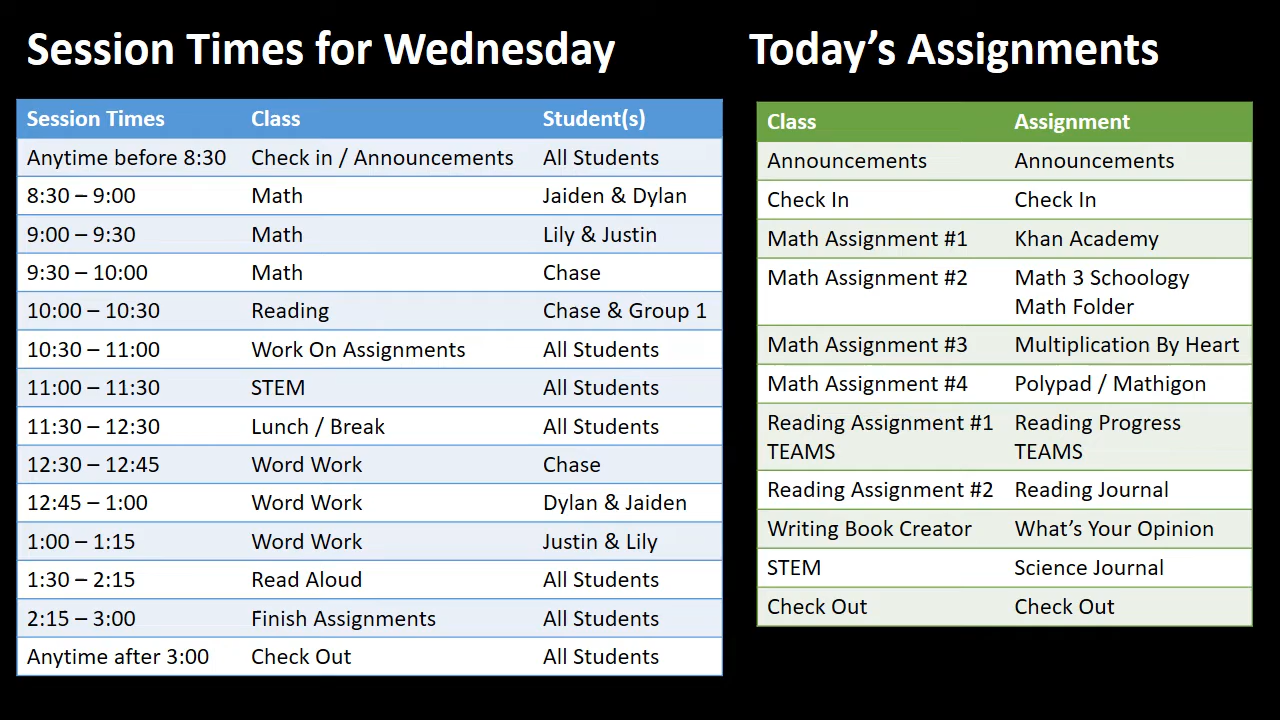 Session Times for Wednesday
Session Times Class Student(s)
Anytime before 8:30 Check in / Announcements All Students
8:30 – 9:00 Math Jaiden & Dylan
9:00 – 9:30 Math Lily & Justin
9:30 – 10:00 Math Chase
10:00 – 10:30 Reading Chase & Group 1
10:30 – 11:00 Work On Assignments All Students
11:00 – 11:30 STEM All Students
11:30 – 12:30 Lunch / Break All Students
12:30 – 12:45 Word Work Chase
12:45 – 1:00 Word Work Dylan & Jaiden
1:00 – 1:15 Word Work Justin & Lily
1:30 – 2:15 Read Aloud All Students
2:15 – 3:00 Finish Assignments All Students
Anytime after 3:00 Check Out All Students
Today’s Assignments
Class Assignment
Announcements Announcements
Check In Check In
Math Assignment #1 Khan Academy
Math Assignment #2 Math 3 Schoology
Math Folder
Math Assignment #3 Multiplication By Heart
Math Assignment #4 Polypad / Mathigon
Reading Assignment #1 Reading Progress
TEAMS TEAMS
Reading Assignment #2 Reading Journal
Writing Book Creator What’s Your Opinion
STEM Science Journal
Check Out Check Out